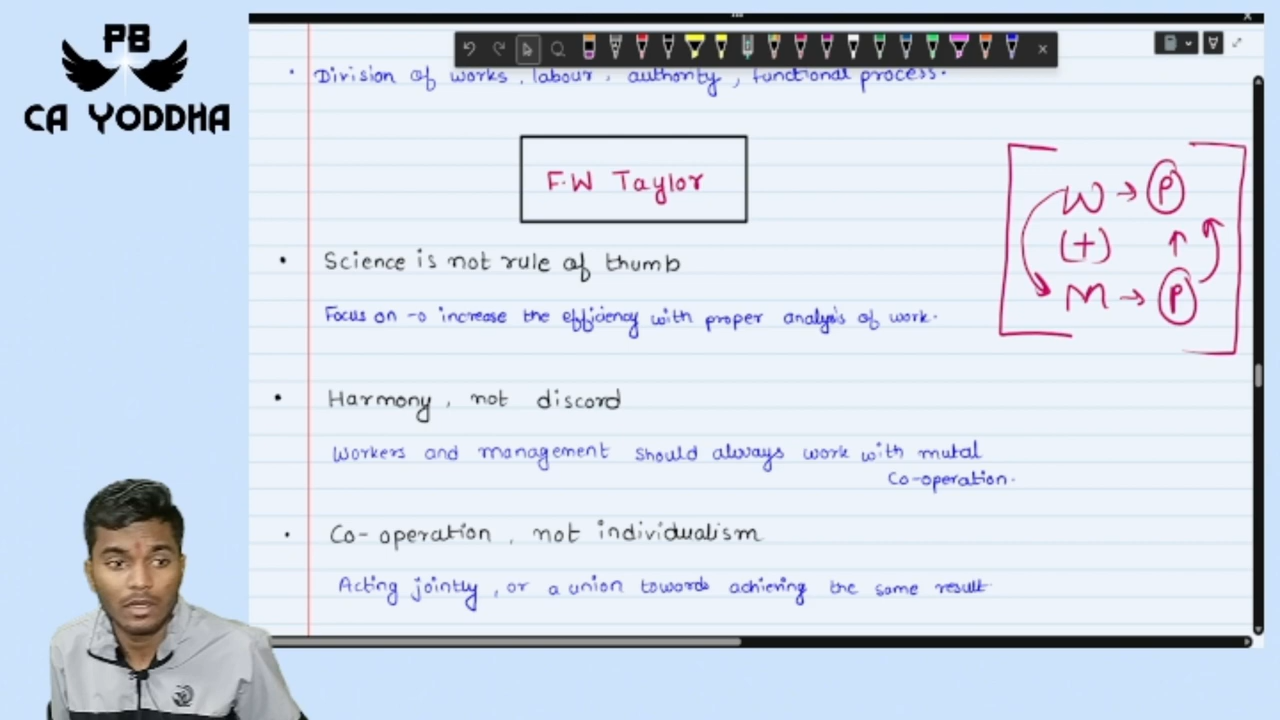 PB
CA YODDHA
• Division of works, labour, authority, functional process.
F.W Taylor
W → P
(+)
M → P
• Science is not rule of thumb
Focus on -o increase the efficiency with proper analysis of work.
• Harmony, not discord
Workers and management should always work with mutal
Co-operation.
• Co-operation, not individualism
Acting jointly, or a union towards achieving the same result